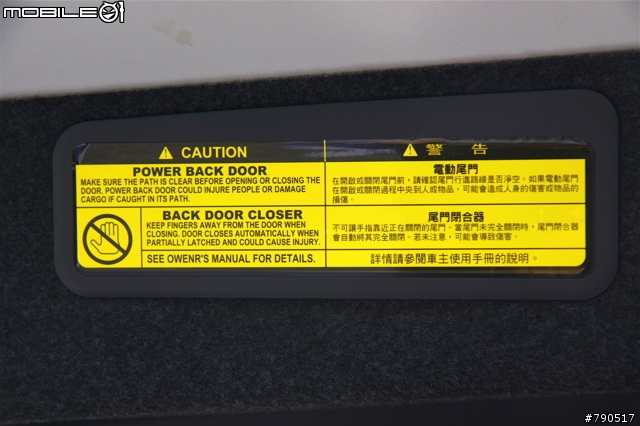 MOBILE01
CAUTION
POWER BACK DOOR
MAKE SURE THE PATH IS CLEAR BEFORE OPENING OR CLOSING THE
DOOR. POWER BACK DOOR COULD INJURE PEOPLE OR DAMAGE
CARGO IF CAUGHT IN ITS PATH.
BACK DOOR CLOSER
KEEP FINGERS AWAY FROM THE DOOR WHEN
CLOSING. DOOR CLOSES AUTOMATICALLY WHEN
PARTIALLY LATCHED AND COULD CAUSE INJURY.
SEE OWENR'S MANUAL FOR DETAILS.
警 告
電動尾門
在開啟或關閉尾門前，請確認尾門行進路線是否淨空。如果電動尾門
在開啟或關閉過程中夾到人或物品，可能會造成人身的傷害或物品的
損傷。
尾門閉合器
不可讓手指靠近正在關閉的尾門。當尾門未完全關閉時，尾門閉合器
會自動將其完全關閉。若未注意，可能會導致傷害。
詳情請參閱車主使用手冊的說明。
#790517